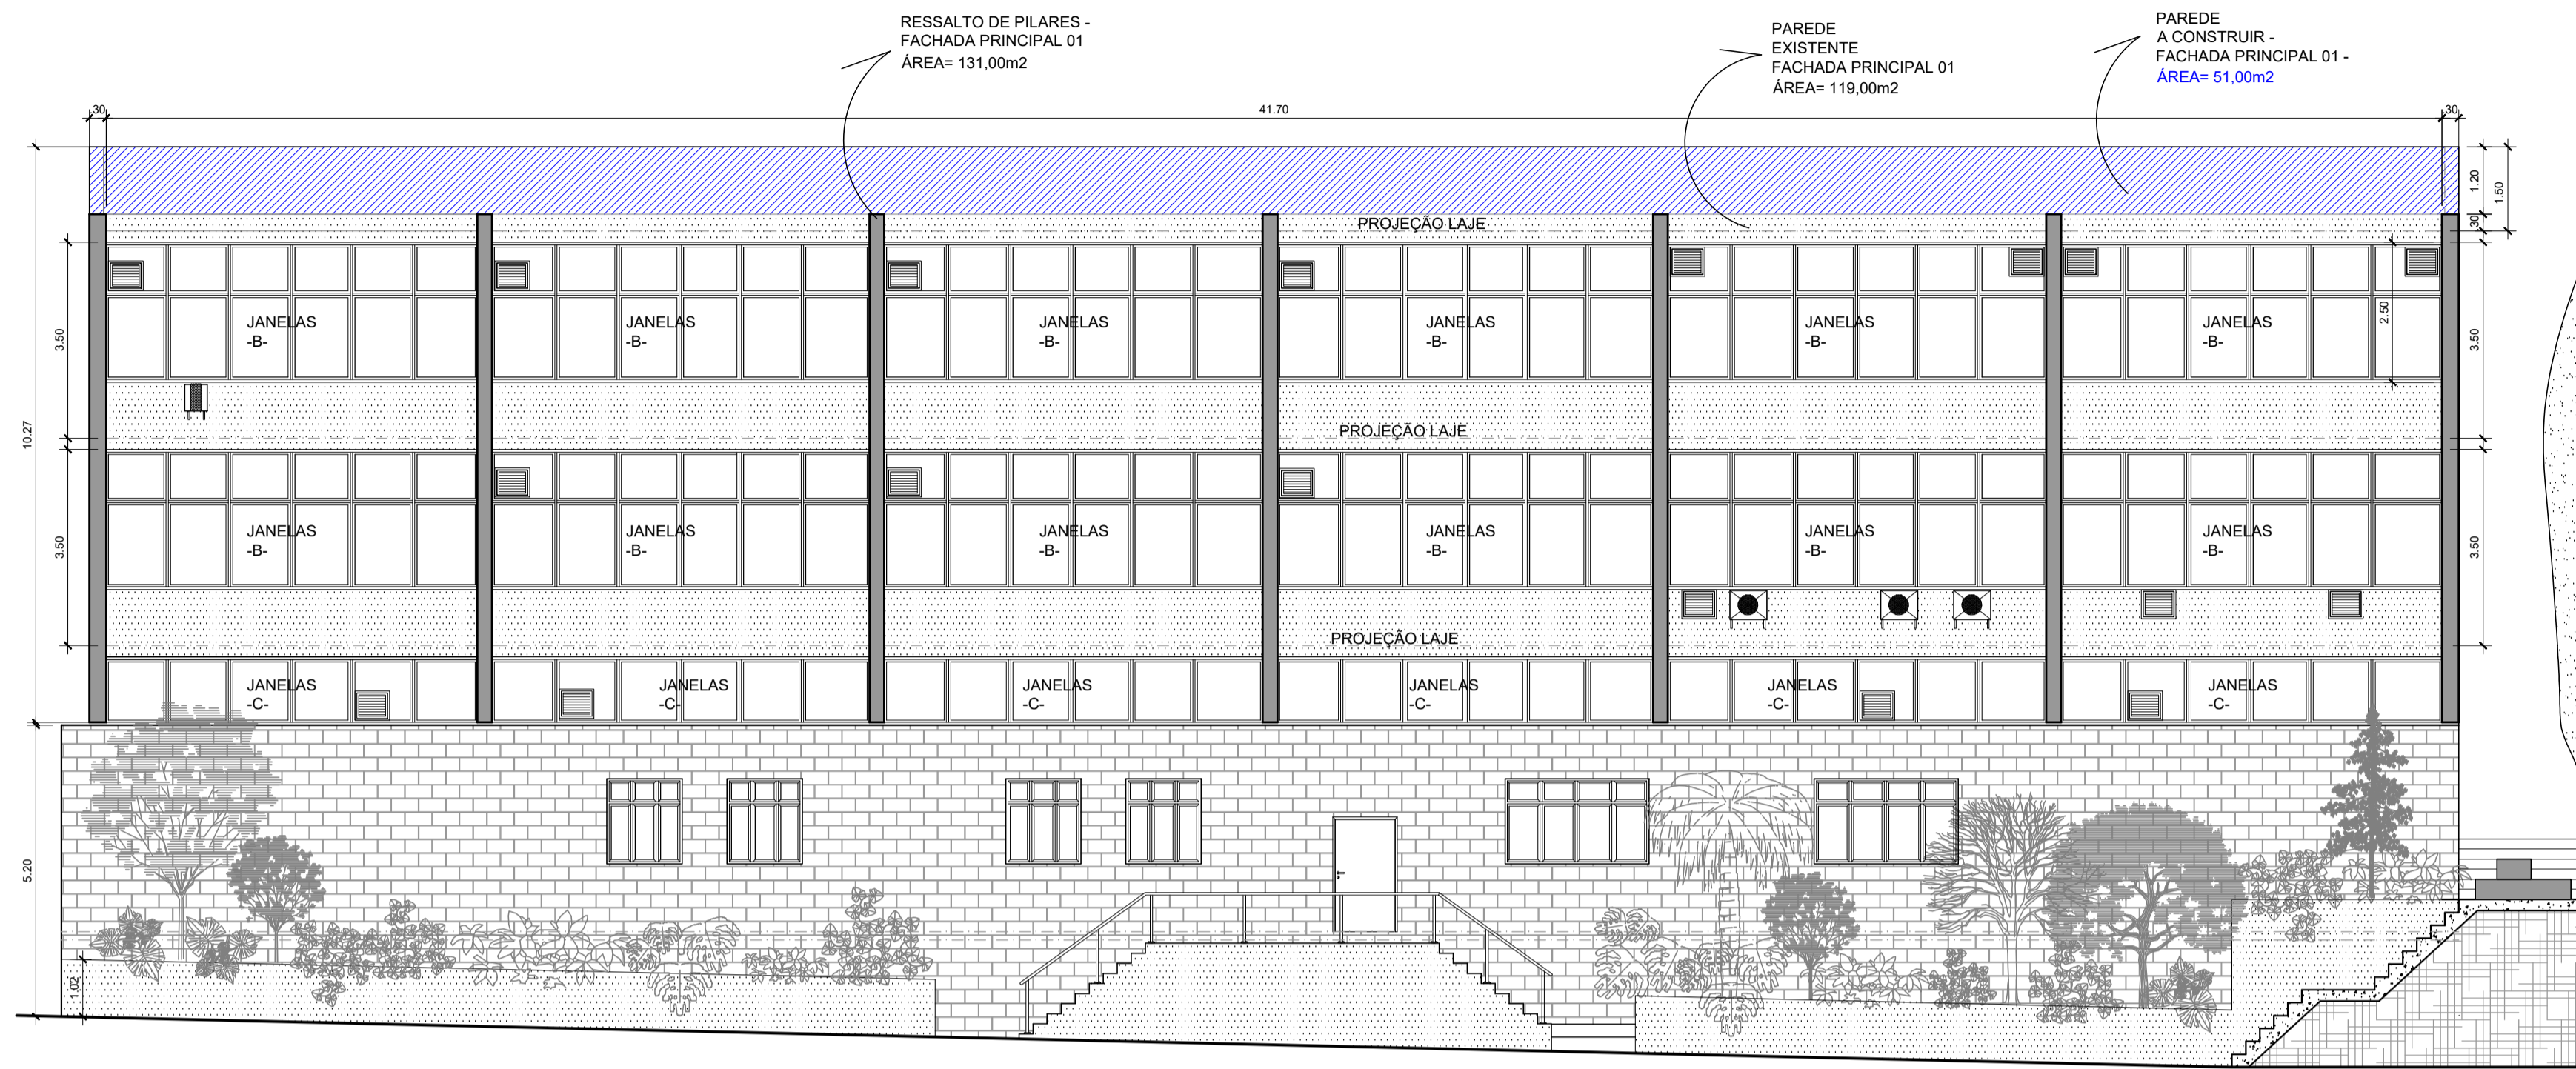 RESSALTO DE PILARES -
FACHADA PRINCIPAL 01
ÁREA= 131,00m2
PAREDE
EXISTENTE
FACHADA PRINCIPAL 01
ÁREA= 119,00m2
PAREDE
A CONSTRUIR -
FACHADA PRINCIPAL 01 -
ÁREA= 51,00m2
.30
41.70
.30
1.20
1.50
.30
PROJEÇÃO LAJE
10.27
3.50
JANELAS
-B-
JANELAS
-B-
JANELAS
-B-
JANELAS
-B-
JANELAS
-B-
JANELAS
-B-
2.50
3.50
PROJEÇÃO LAJE
3.50
JANELAS
-B-
JANELAS
-B-
JANELAS
-B-
JANELAS
-B-
JANELAS
-B-
JANELAS
-B-
3.50
PROJEÇÃO LAJE
JANELAS
-C-
JANELAS
-C-
JANELAS
-C-
JANELAS
-C-
JANELAS
-C-
JANELAS
-C-
5.20
1.02